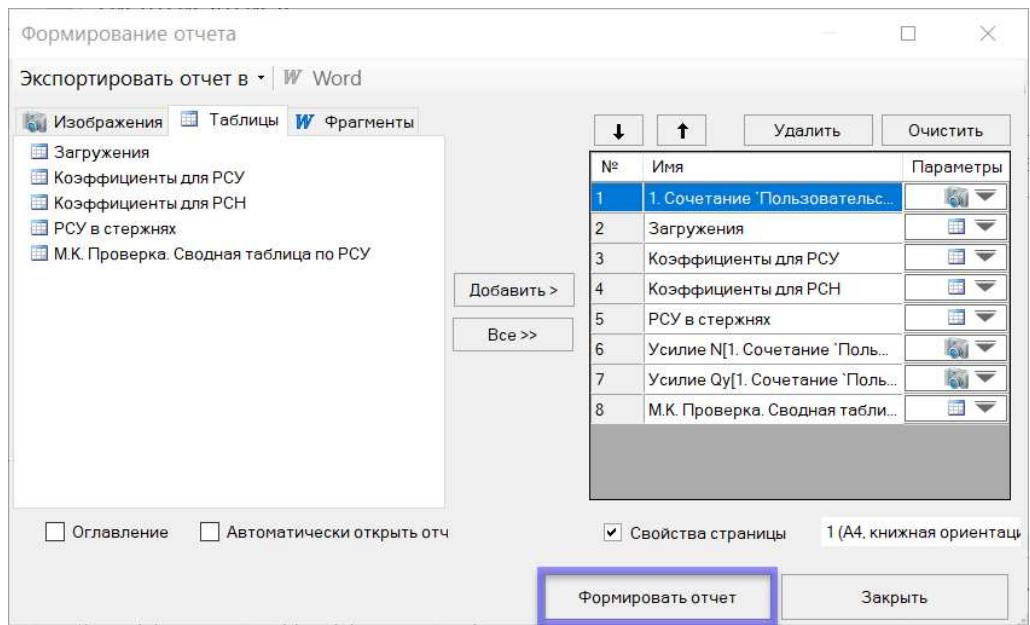 Формирование отчета
Экспортировать отчет в W Word
Изображения Таблицы W Фрагменты
Загружения
Коэффициенты для РСУ
Коэффициенты для РСН
РСУ в стержнях
М.К. Проверка. Сводная таблица по РСУ
Добавить >
Все >>
Удалить Очистить
№ Имя Параметры
1 1. Сочетание `Пользовательс...
2 Загружения
3 Коэффициенты для РСУ
4 Коэффициенты для РСН
5 РСУ в стержнях
6 Усилие N[1. Сочетание `Поль...
7 Усилие Qy[1. Сочетание `Поль...
8 М.К. Проверка. Сводная табли...
Оглавление Автоматически открыть отч
Свойства страницы 1 (А4, книжная ориентаци
Формировать отчет Закрыть